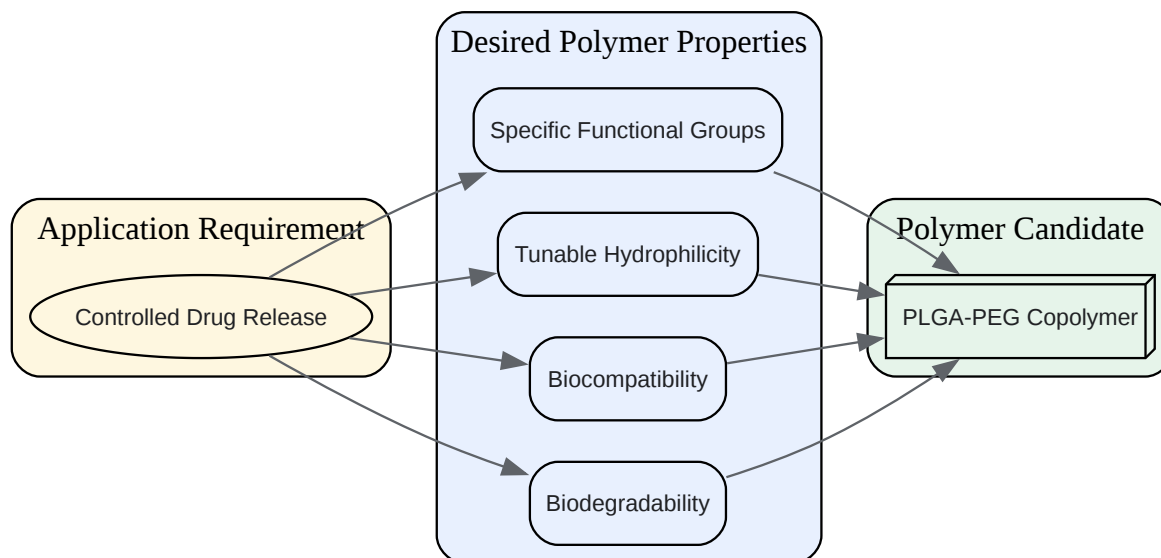 Desired Polymer Properties
Specific Functional Groups
Application Requirement
Polymer Candidate
Tunable Hydrophilicity
Controlled Drug Release
PLGA-PEG Copolymer
Biocompatibility
Biodegradability